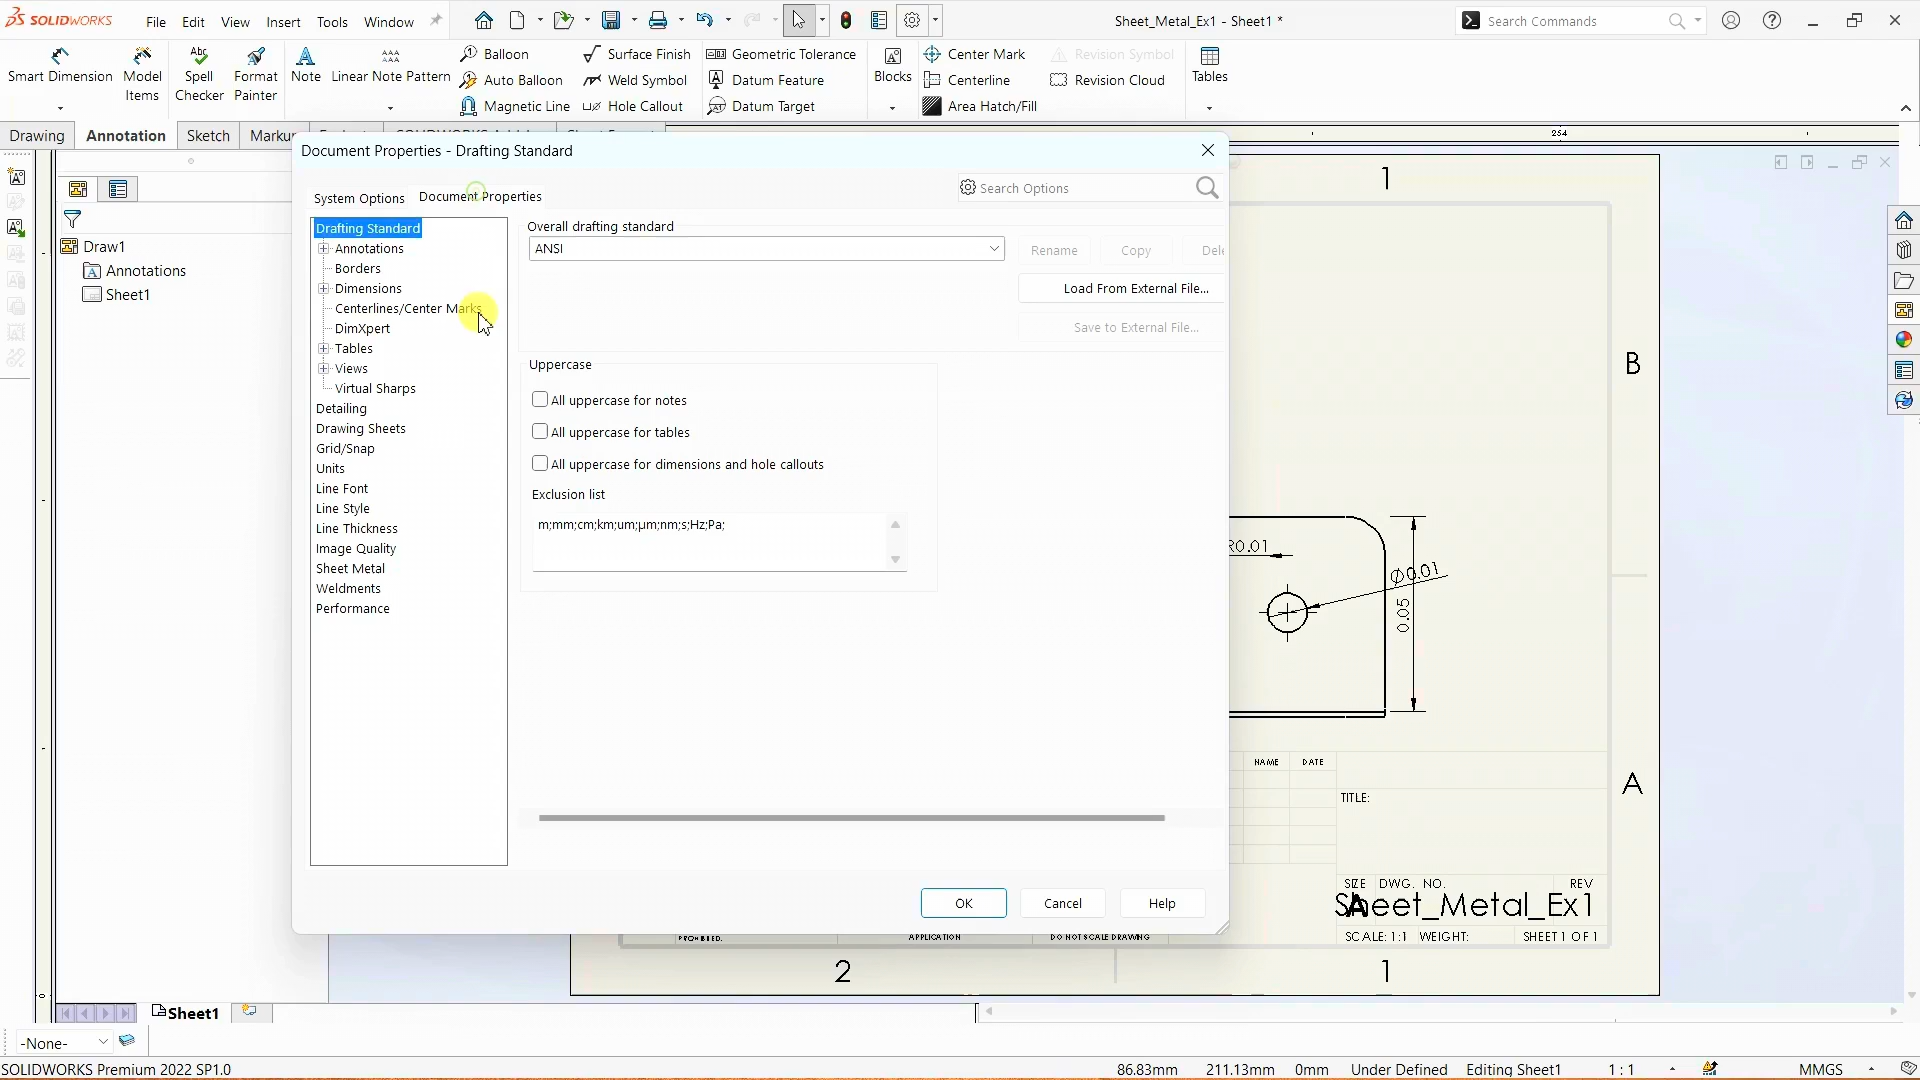 SOLIDWORKS File Edit View Insert Tools Window Sheet_Metal_Ex1 - Sheet1 * Search Commands
Smart Dimension
Model Items
Spell Checker
Format Painter
Note
Linear Note Pattern
Balloon
Auto Balloon
Magnetic Line
Surface Finish
Weld Symbol
Hole Callout
Geometric Tolerance
Datum Feature
Datum Target
Blocks
Center Mark
Centerline
Area Hatch/Fill
Revision Symbol
Revision Cloud
Tables
Drawing Annotation Sketch Marku
254
Document Properties - Drafting Standard
System Options Document Properties Search Options
Draw1
Annotations
Sheet1
Drafting Standard
Annotations
Borders
Dimensions
Centerlines/Center Marks
DimXpert
Tables
Views
Virtual Sharps
Detailing
Drawing Sheets
Grid/Snap
Units
Line Font
Line Style
Line Thickness
Image Quality
Sheet Metal
Weldments
Performance
Overall drafting standard
ANSI
Rename Copy Dele
Load From External File...
Save to External File...
Uppercase
All uppercase for notes
All uppercase for tables
All uppercase for dimensions and hole callouts
Exclusion list
m;mm;cm;km;um;µm;nm;s;Hz;Pa;
OK Cancel Help
1
B
R0.01
∅0.01
0.05
NAME DATE
A
TITLE:
SIZE DWG. NO. REV
A
Sheet_Metal_Ex1
SCALE: 1:1 WEIGHT: SHEET 1 OF 1
PROHIBITED. APPLICATION DO NOT SCALE DRAWING
2 1
Sheet1
-None-
SOLIDWORKS Premium 2022 SP1.0 86.83mm 211.13mm 0mm Under Defined Editing Sheet1 1 : 1 MMGS